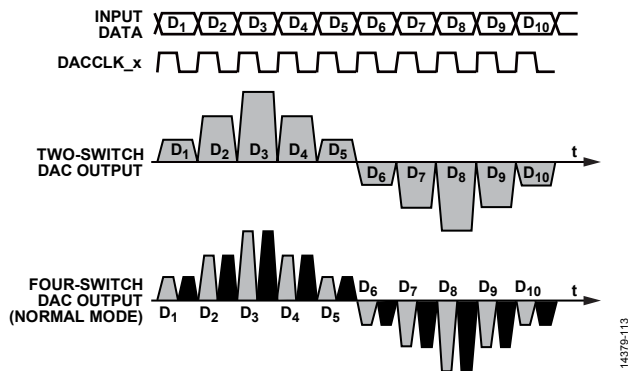 INPUT
DATA
D1 D2 D3 D4 D5 D6 D7 D8 D9 D10
DACCLK_x
TWO-SWITCH
DAC OUTPUT
D1 D2 D3 D4 D5
t
D6 D7 D8 D9 D10
FOUR-SWITCH
DAC OUTPUT
(NORMAL MODE)
D6 D7 D8 D9 D10
t
D1 D2 D3 D4 D5
14379-113